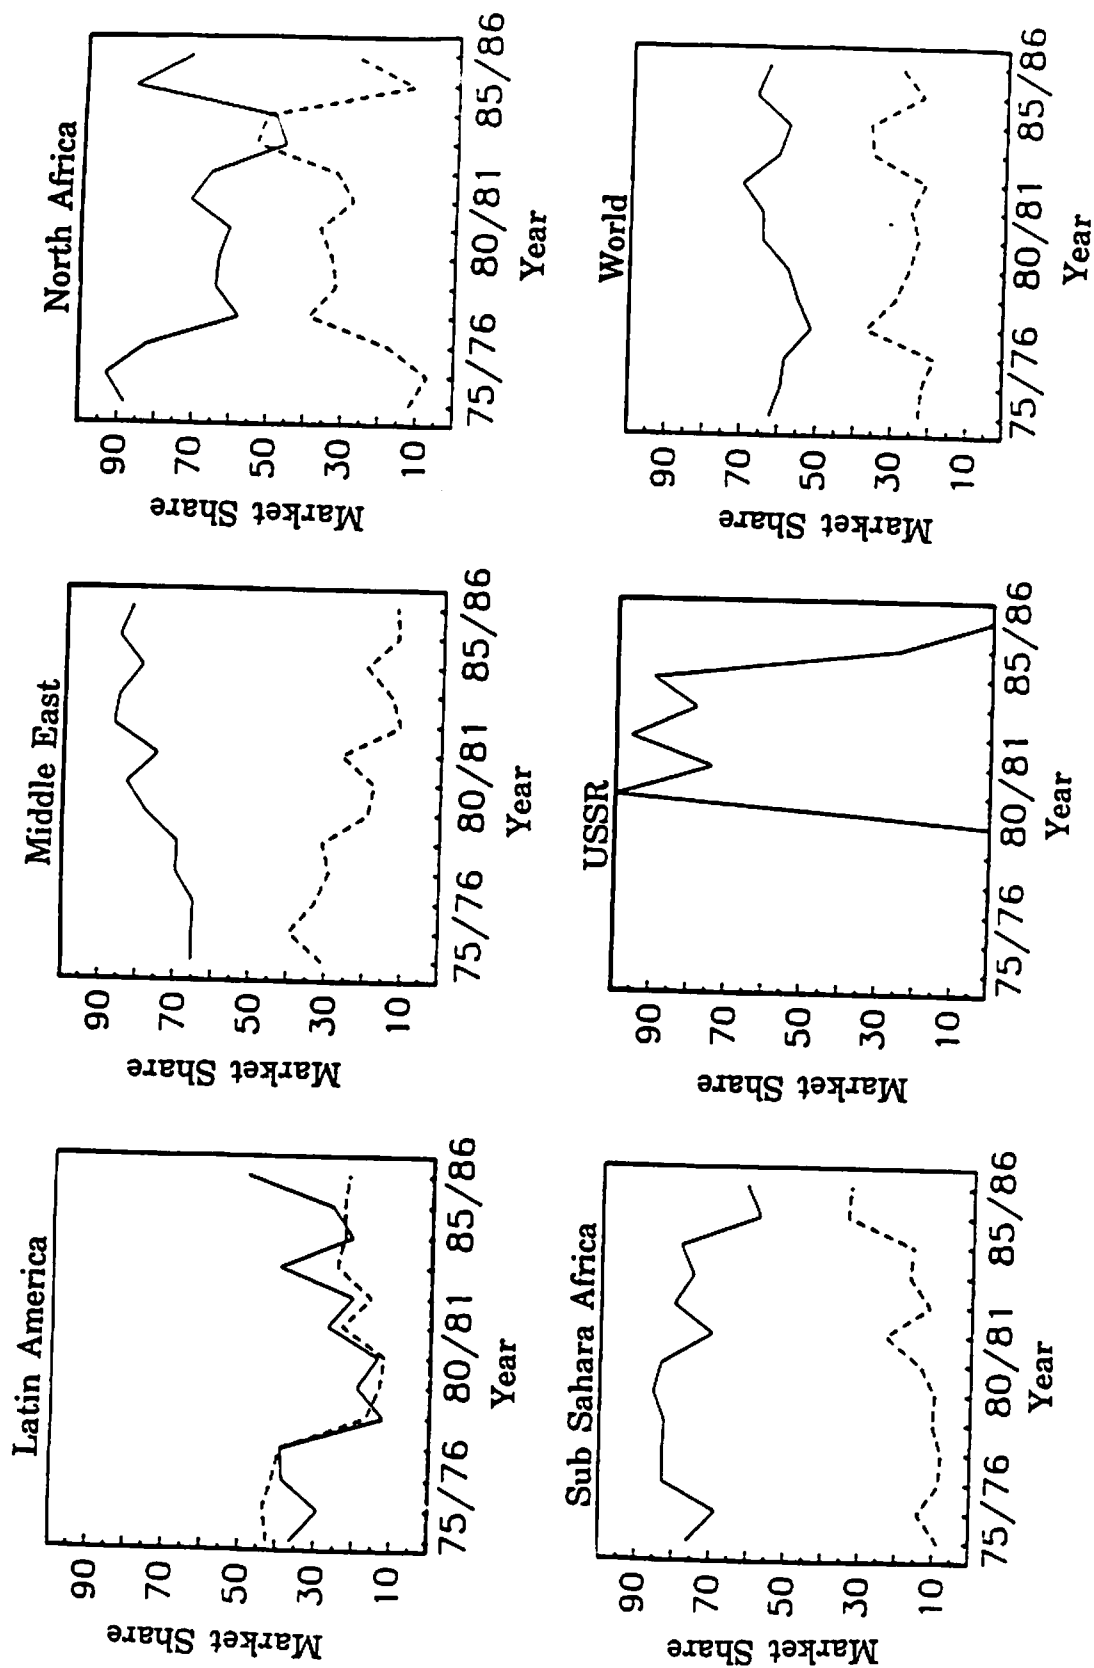 Latin America
Market Share
90
70
50
30
10
75/76 80/81 85/86
Year
Middle East
Market Share
90
70
50
30
10
75/76 80/81 85/86
Year
North Africa
Market Share
90
70
50
30
10
75/76 80/81 85/86
Year
Sub Sahara Africa
Market Share
90
70
50
30
10
75/76 80/81 85/86
Year
USSR
Market Share
90
70
50
30
10
75/76 80/81 85/86
Year
World
Market Share
90
70
50
30
10
75/76 80/81 85/86
Year